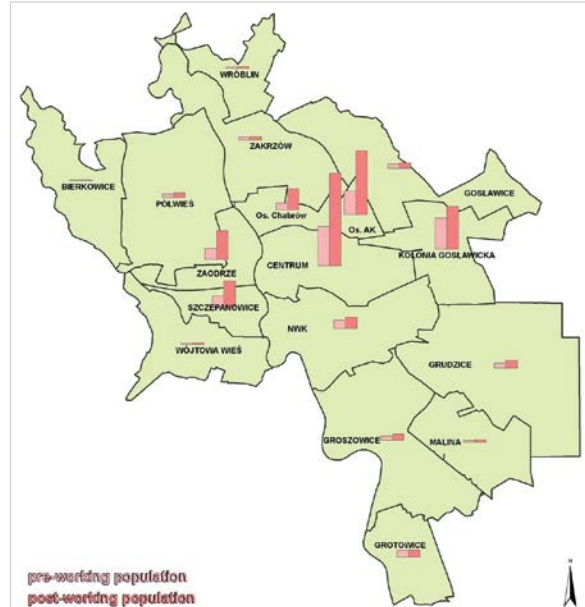 WRÓBLIN
ZAKRZÓW
BIERKOWICE
PÓLWIEŚ
GOSŁAWICE
Os. Chabrów
Os. AK
KOLONIA GOSŁAWICKA
ZAODRZE
CENTRUM
SZCZEPANOWICE
NWK
WÓJTOWA WIEŚ
GRUDZICE
GROSZOWICE
MALINA
GROTOWICE
pre-working population
post-working population
N